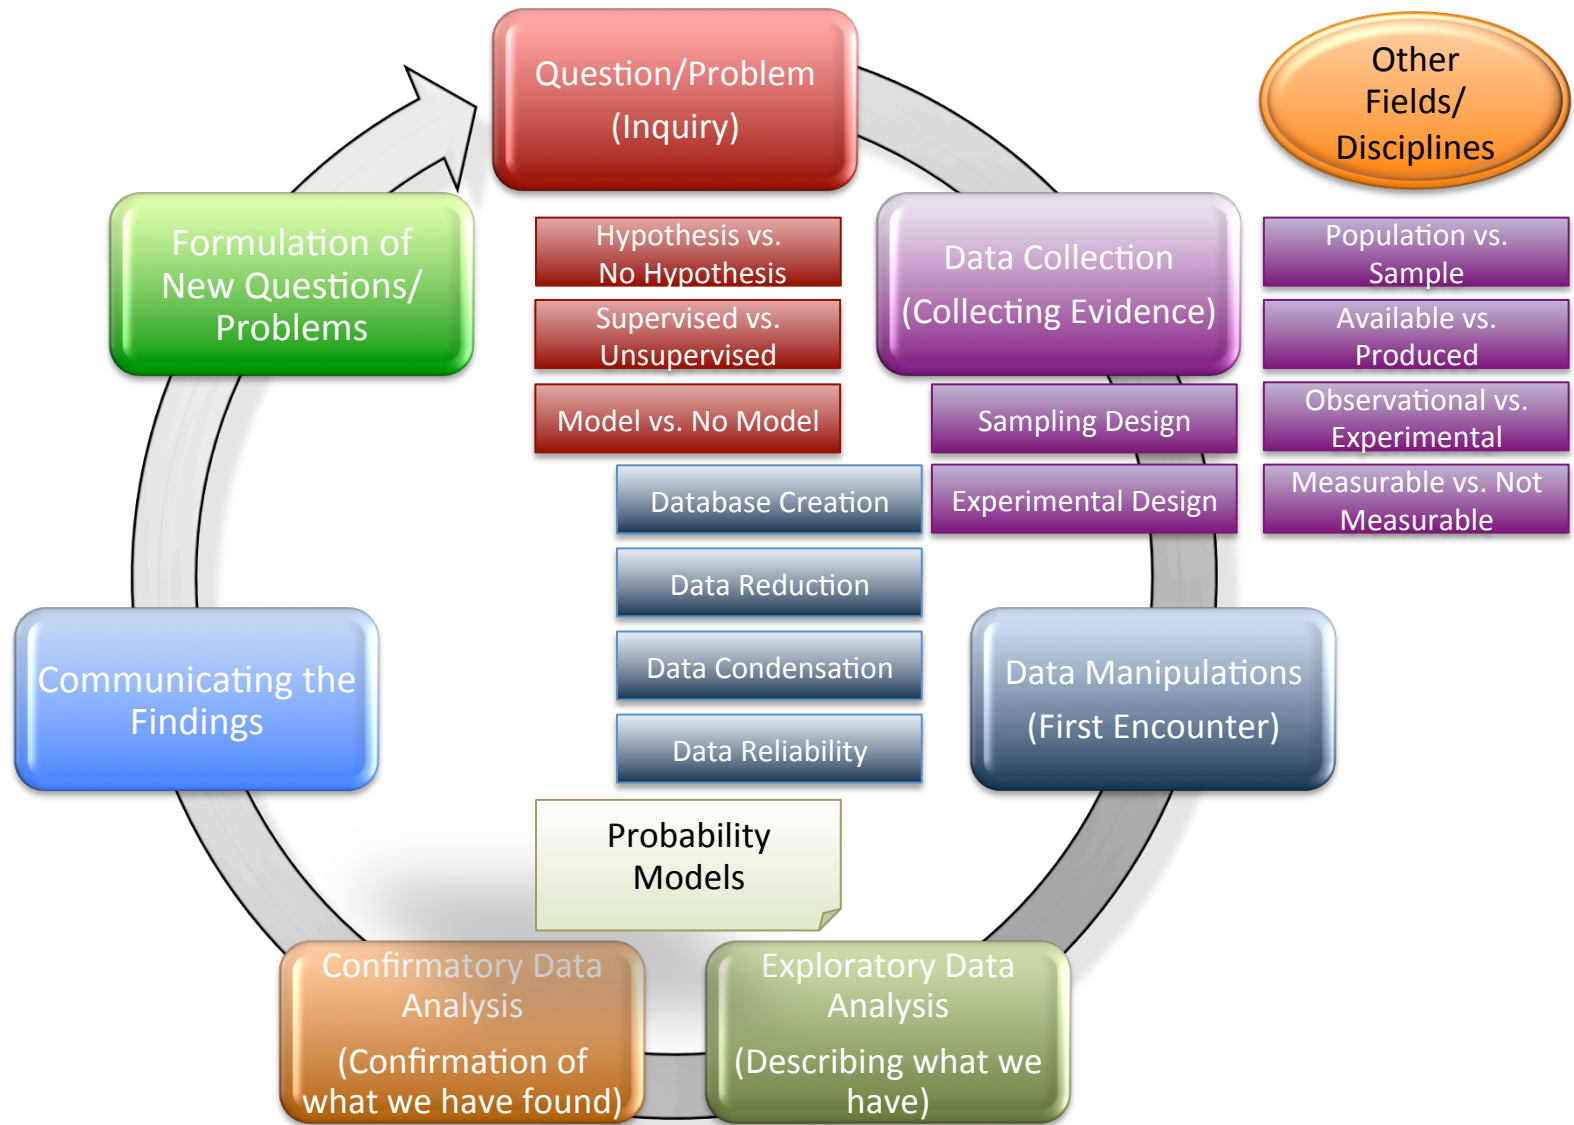 Question/Problem
(Inquiry)
Other
Fields/
Disciplines
Formulation of
New Questions/
Problems
Hypothesis vs.
No Hypothesis
Supervised vs.
Unsupervised
Model vs. No Model
Data Collection
(Collecting Evidence)
Sampling Design
Experimental Design
Population vs.
Sample
Available vs.
Produced
Observational vs.
Experimental
Measurable vs. Not
Measurable
Database Creation
Data Reduction
Data Condensation
Data Reliability
Communicating the
Findings
Data Manipulations
(First Encounter)
Probability
Models
Confirmatory Data
Analysis
(Confirmation of
what we have found)
Exploratory Data
Analysis
(Describing what we
have)